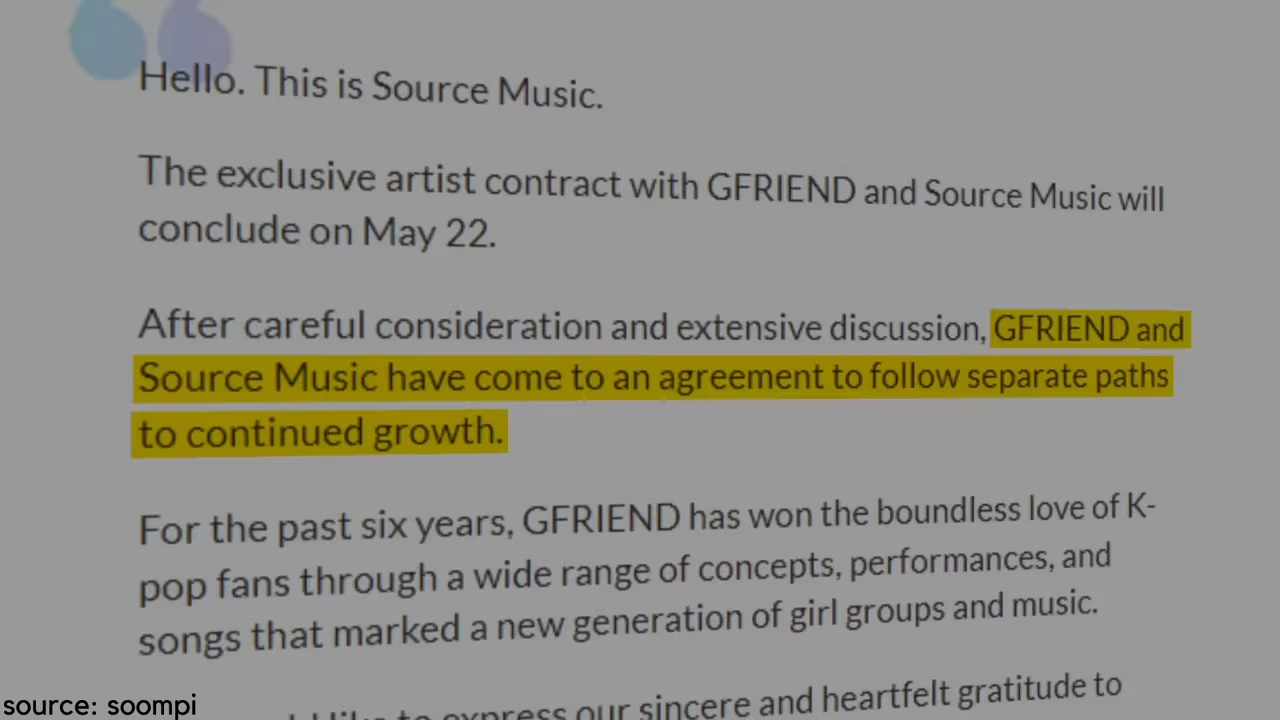 Hello. This is Source Music.
The exclusive artist contract with GFRIEND and Source Music will
conclude on May 22.
After careful consideration and extensive discussion, GFRIEND and
Source Music have come to an agreement to follow separate paths
to continued growth.
For the past six years, GFRIEND has won the boundless love of K-
pop fans through a wide range of concepts, performances, and
songs that marked a new generation of girl groups and music.
like to express our sincere and heartfelt gratitude to
source: soompi